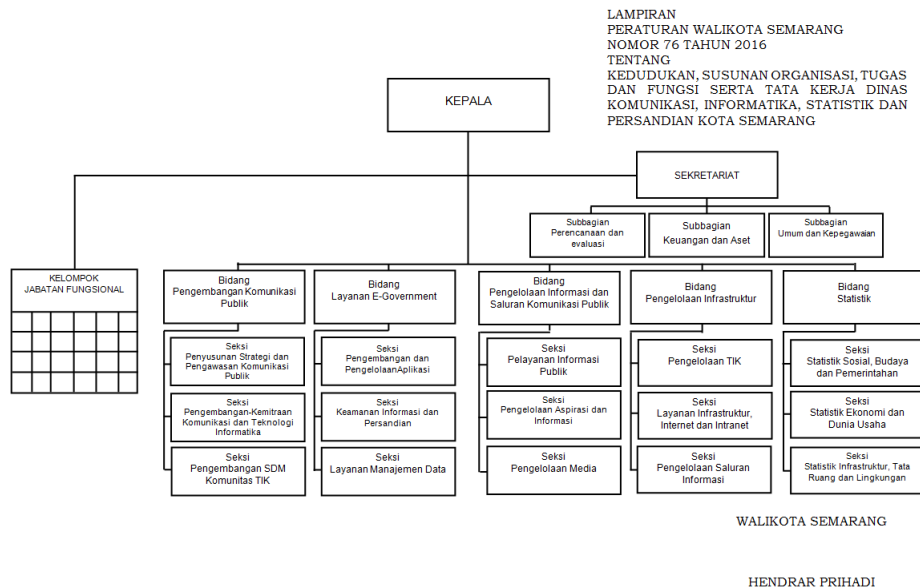 LAMPIRAN
PERATURAN WALIKOTA SEMARANG
NOMOR 76 TAHUN 2016
TENTANG
KEDUDUKAN, SUSUNAN ORGANISASI, TUGAS
DAN FUNGSI SERTA TATA KERJA DINAS
KOMUNIKASI, INFORMATIKA, STATISTIK DAN
PERSANDIAN KOTA SEMARANG
KEPALA
SEKRETARIAT
Subbagian
Perencanaan dan
evaluasi
Subbagian
Keuangan dan Aset
Subbagian
Umum dan Kepegawaian
KELOMPOK
JABATAN FUNGSIONAL
Bidang
Pengembangan Komunikasi
Publik
Bidang
Layanan E-Government
Bidang
Pengelolaan Informasi dan
Saluran Komunikasi Publik
Bidang
Pengelolaan Infrastruktur
Bidang
Statistik
Seksi
Penyusunan Strategi dan
Pengawasan Komunikasi
Publik
Seksi
Pengembangan dan
PengelolaanAplikasi
Seksi
Pelayanan Informasi
Publik
Seksi
Pengelolaan TIK
Seksi
Statistik Sosial, Budaya
dan Pemerintahan
Seksi
Pengembangan-Kemitraan
Komunikasi dan Teknologi
Informatika
Seksi
Keamanan Informasi dan
Persandian
Seksi
Pengelolaan Aspirasi dan
Informasi
Seksi
Layanan Infrastruktur,
Internet dan Intranet
Seksi
Statistik Ekonomi dan
Dunia Usaha
Seksi
Pengembangan SDM
Komunitas TIK
Seksi
Layanan Manajemen Data
Seksi
Pengelolaan Media
Seksi
Pengelolaan Saluran
Informasi
Seksi
Statistik Infrastruktur, Tata
Ruang dan Lingkungan
WALIKOTA SEMARANG
HENDRAR PRIHADI